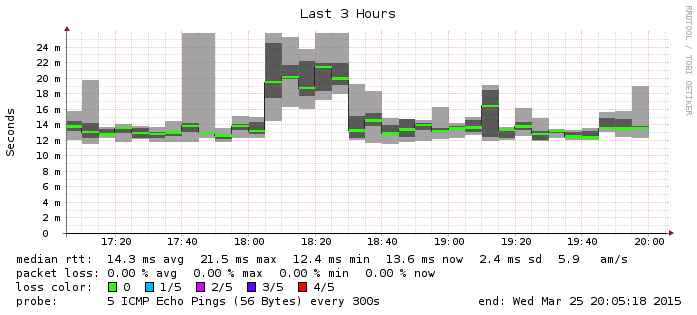 Last 3 Hours
RRDTOOL / TOBI OETIKER
Seconds
24 m
22 m
20 m
18 m
16 m
14 m
12 m
10 m
8 m
6 m
4 m
2 m
0
17:20 17:40 18:00 18:20 18:40 19:00 19:20 19:40 20:00
median rtt: 14.3 ms avg 21.5 ms max 12.4 ms min 13.6 ms now 2.4 ms sd 5.9 am/s
packet loss: 0.00 % avg 0.00 % max 0.00 % min 0.00 % now
loss color: 0 1/5 2/5 3/5 4/5
probe: 5 ICMP Echo Pings (56 Bytes) every 300s end: Wed Mar 25 20:05:18 2015